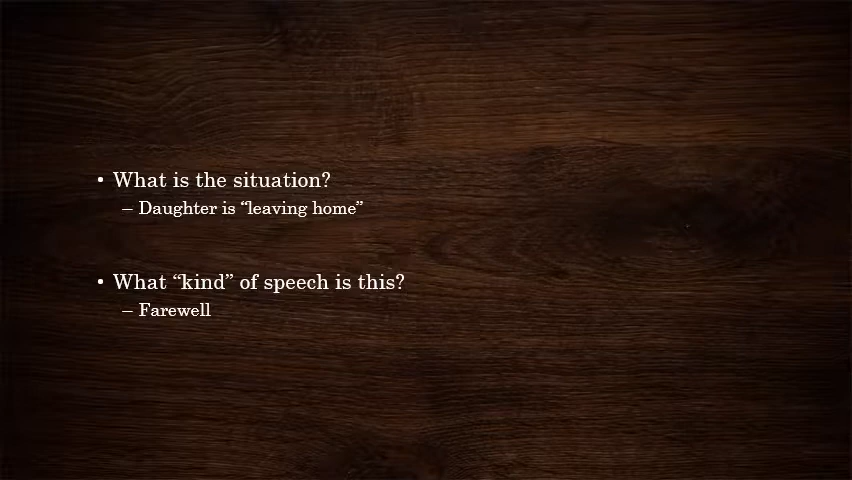 • What is the situation?
– Daughter is “leaving home”
• What “kind” of speech is this?
– Farewell